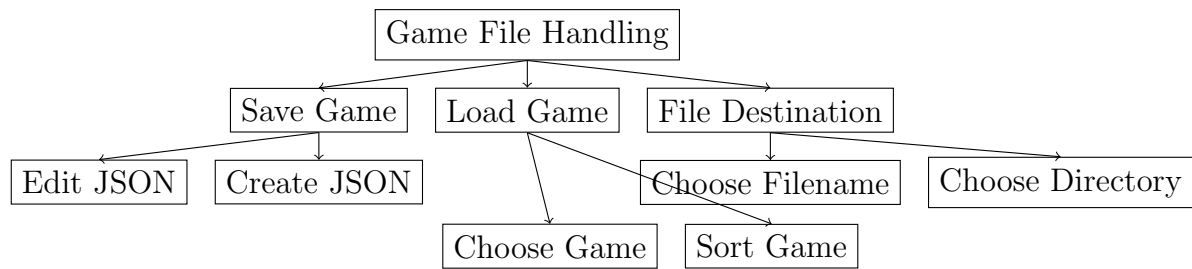 Game File Handling
Save Game
Load Game
File Destination
Edit JSON
Create JSON
Choose Filename
Choose Directory
Choose Game
Sort Game